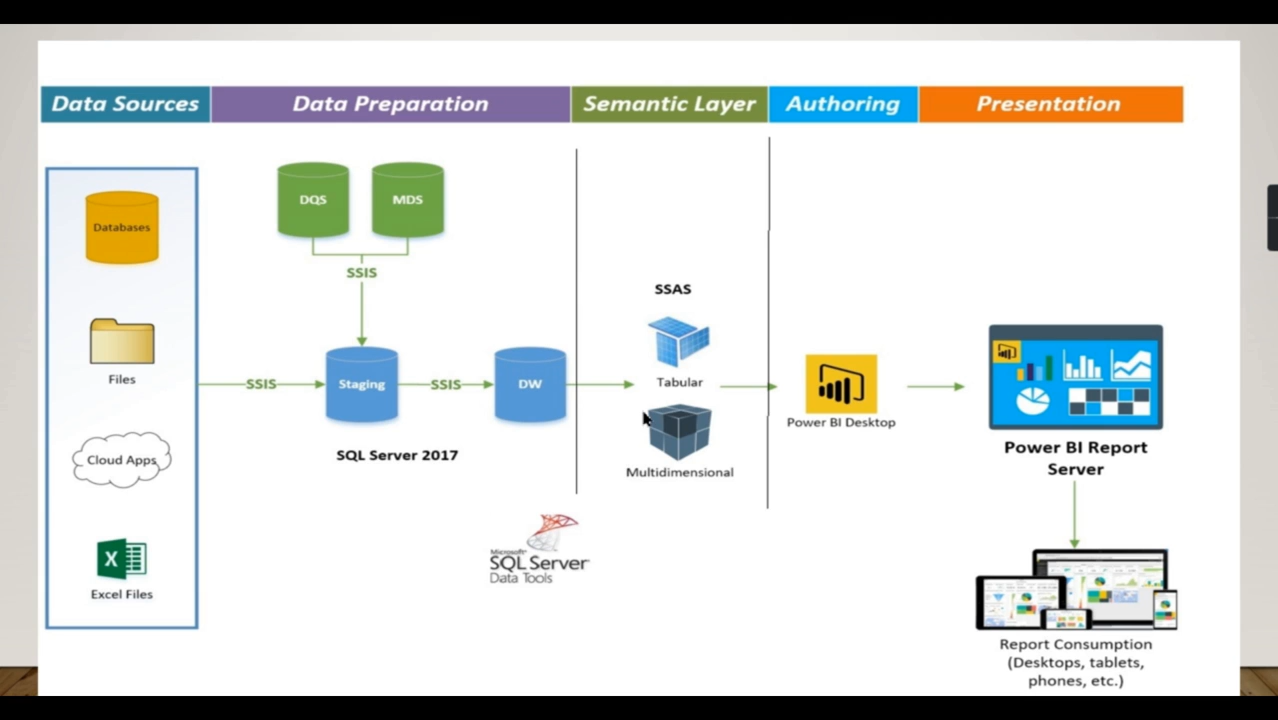 Data Sources
Data Preparation
Semantic Layer
Authoring
Presentation
Databases
Files
Cloud Apps
Excel Files
DQS
MDS
SSIS
SSIS
Staging
SSIS
DW
SQL Server 2017
Microsoft
SQL Server
Data Tools
SSAS
Tabular
Multidimensional
Power BI Desktop
Power BI Report
Server
Report Consumption
(Desktops, tablets,
phones, etc.)